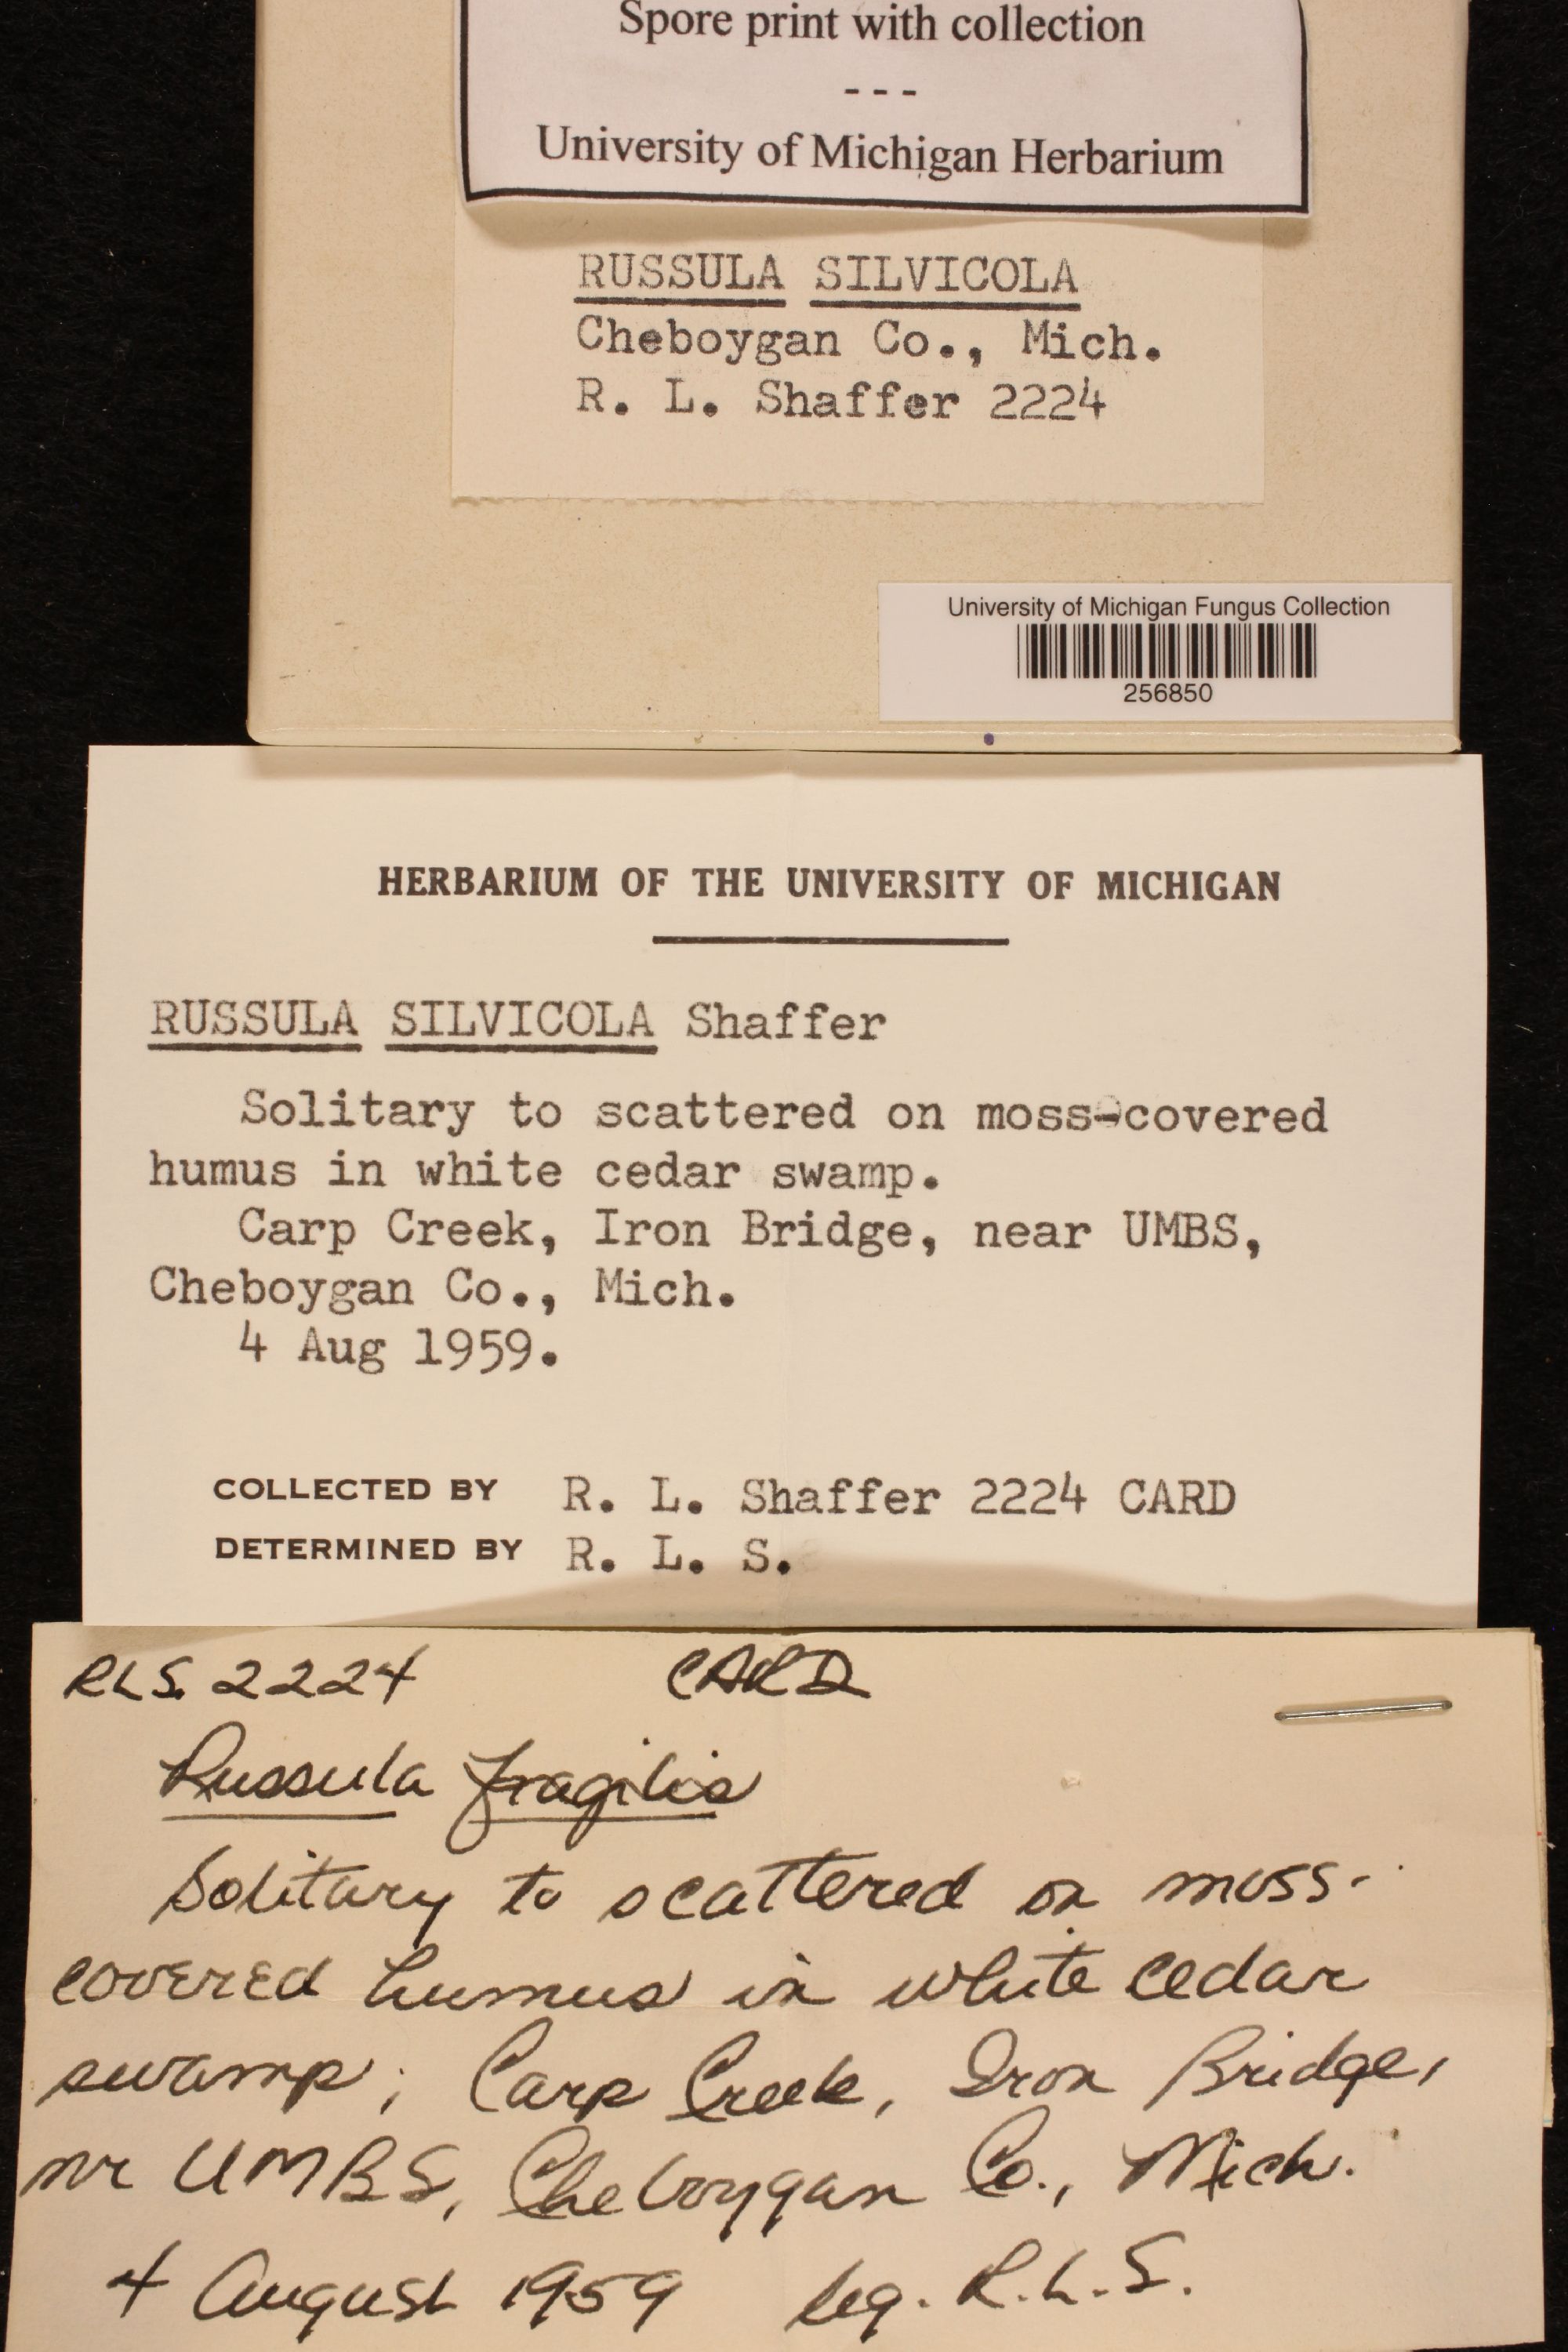 Spore print with collection
---
University of Michigan Herbarium
RUSSULA SILVICOLA
Cheboygan Co., Mich.
R. L. Shaffer 2224
University of Michigan Fungus Collection
256850
HERBARIUM OF THE UNIVERSITY OF MICHIGAN
RUSSULA SILVICOLA Shaffer
Solitary to scattered on moss-covered
humus in white cedar swamp.
Carp Creek, Iron Bridge, near UMBS,
Cheboygan Co., Mich.
4 Aug 1959.
COLLECTED BY R. L. Shaffer 2224 CARD
DETERMINED BY R. L. S.
RLS. 2224 CARD
Russula fragilis
Solitary to scattered on moss-
covered humus in white cedar
swamp; Carp Creek, Iron Bridge,
nr UMBS, Cheboygan Co., Mich.
4 August 1959 leg. R.L.S.